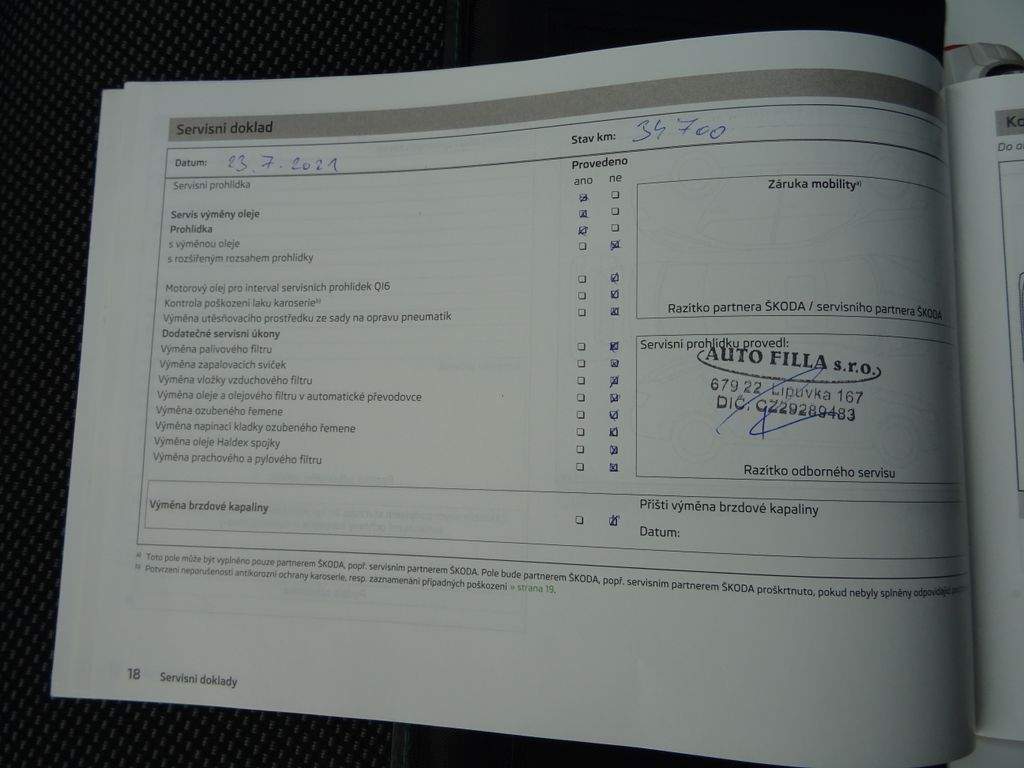 Servisní doklad
Datum: 23.7.2021
Stav km: 34 700
Provedeno
ano ne
Servisní prohlídka
Servis výměny oleje
Prohlídka
s výměnou oleje
s rozšířeným rozsahem prohlídky
Motorový olej pro interval servisních prohlídek QI6
Kontrola poškození laku karoserie b)
Výměna utěsňovacího prostředku ze sady na opravu pneumatik
Dodatečné servisní úkony
Výměna palivového filtru
Výměna zapalovacích svíček
Výměna vložky vzduchového filtru
Výměna oleje a olejového filtru v automatické převodovce
Výměna ozubeného řemene
Výměna napínací kladky ozubeného řemene
Výměna oleje Haldex spojky
Výměna prachového a pylového filtru
Záruka mobility a)
Razítko partnera ŠKODA / servisního partnera ŠKODA
Servisní prohlídku provedl:
AUTO FILLA s.r.o.
679 22 Lipůvka 167
DIČ: CZ29289483
Razítko odborného servisu
Výměna brzdové kapaliny
Příští výměna brzdové kapaliny
Datum:
a) Toto pole může být vyplněno pouze partnerem ŠKODA, popř. servisním partnerem ŠKODA. Pole bude partnerem ŠKODA, popř. servisním partnerem ŠKODA proškrtnuto, pokud nebyly splněny
b) Potvrzení neporušenosti antikorozní ochrany karoserie, resp. zaznamenání případných poškození » strana 19.
18 Servisní doklady
Ko
Do